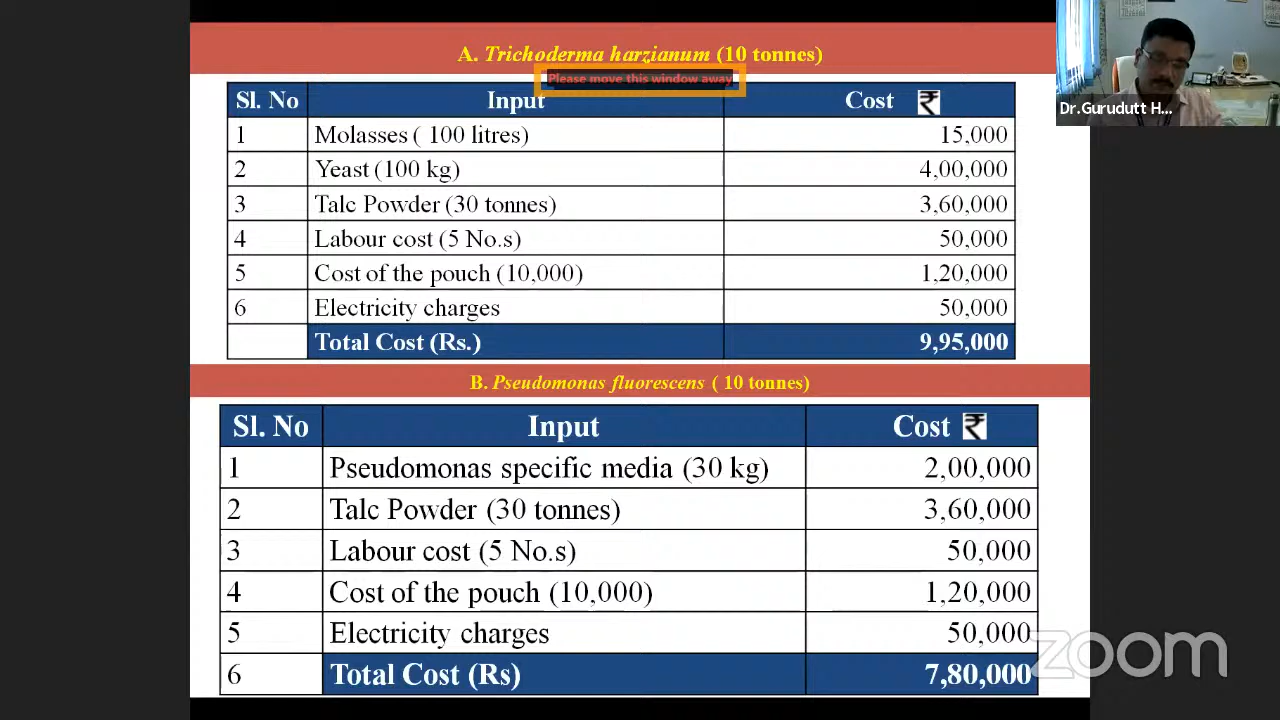 A. Trichoderma harzianum (10 tonnes)
Please move this window away
Sl. No Input Cost ₹
1 Molasses ( 100 litres) 15,000
2 Yeast (100 kg) 4,00,000
3 Talc Powder (30 tonnes) 3,60,000
4 Labour cost (5 No.s) 50,000
5 Cost of the pouch (10,000) 1,20,000
6 Electricity charges 50,000
Total Cost (Rs.) 9,95,000
Dr.Gurudutt H...
B. Pseudomonas fluorescens ( 10 tonnes)
Sl. No Input Cost ₹
1 Pseudomonas specific media (30 kg) 2,00,000
2 Talc Powder (30 tonnes) 3,60,000
3 Labour cost (5 No.s) 50,000
4 Cost of the pouch (10,000) 1,20,000
5 Electricity charges 50,000
6 Total Cost (Rs) 7,80,000
zoom